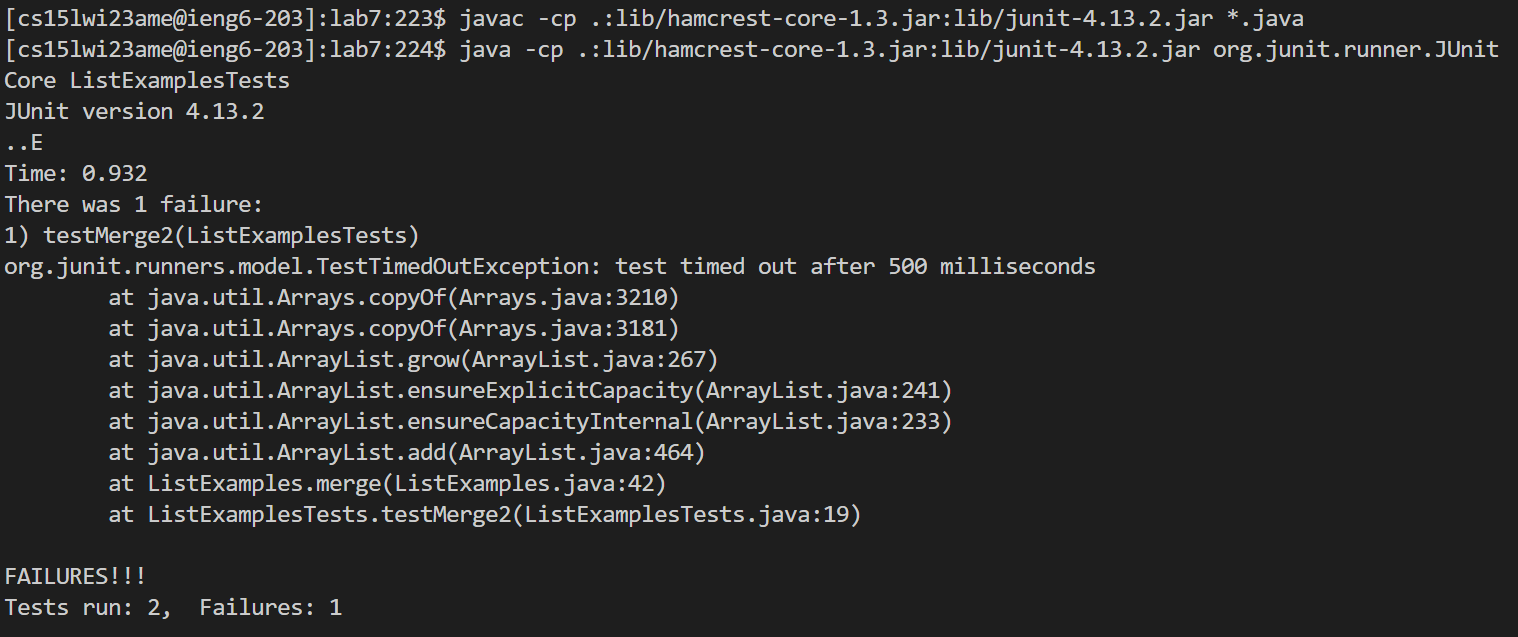 [cs15lwi23ame@ieng6-203]:lab7:223$ javac -cp .:lib/hamcrest-core-1.3.jar:lib/junit-4.13.2.jar *.java
[cs15lwi23ame@ieng6-203]:lab7:224$ java -cp .:lib/hamcrest-core-1.3.jar:lib/junit-4.13.2.jar org.junit.runner.JUnit
Core ListExamplesTests
JUnit version 4.13.2
..E
Time: 0.932
There was 1 failure:
1) testMerge2(ListExamplesTests)
org.junit.runners.model.TestTimedOutException: test timed out after 500 milliseconds
        at java.util.Arrays.copyOf(Arrays.java:3210)
        at java.util.Arrays.copyOf(Arrays.java:3181)
        at java.util.ArrayList.grow(ArrayList.java:267)
        at java.util.ArrayList.ensureExplicitCapacity(ArrayList.java:241)
        at java.util.ArrayList.ensureCapacityInternal(ArrayList.java:233)
        at java.util.ArrayList.add(ArrayList.java:464)
        at ListExamples.merge(ListExamples.java:42)
        at ListExamplesTests.testMerge2(ListExamplesTests.java:19)

FAILURES!!!
Tests run: 2,  Failures: 1